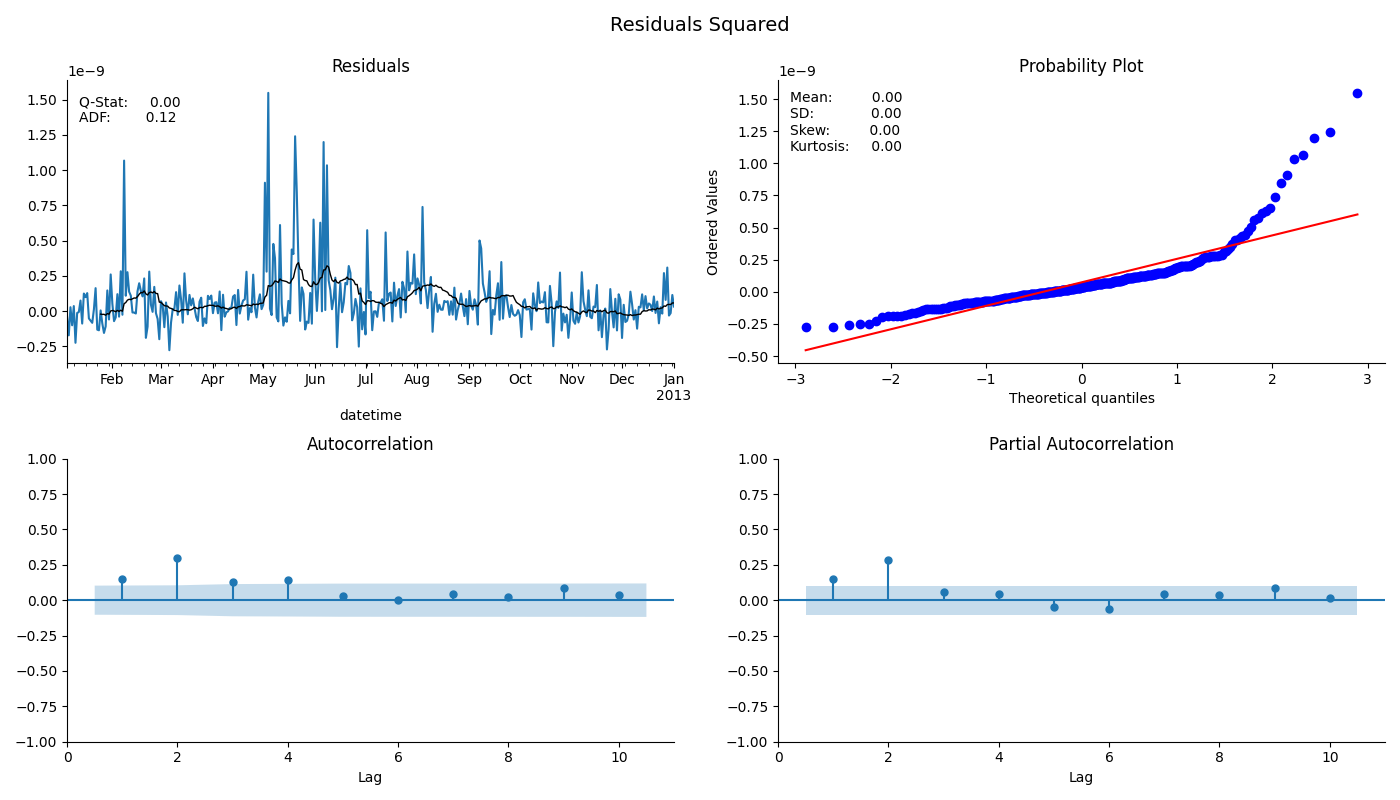 Residuals Squared
Residuals
1e−9
Q-Stat: 0.00
ADF: 0.12
1.50
1.25
1.00
0.75
0.50
0.25
0.00
−0.25
Feb Mar Apr May Jun Jul Aug Sep Oct Nov Dec Jan
2013
datetime
Probability Plot
1e−9
Mean: 0.00
SD: 0.00
Skew: 0.00
Kurtosis: 0.00
Ordered Values
1.50
1.25
1.00
0.75
0.50
0.25
0.00
−0.25
−0.50
−3 −2 −1 0 1 2 3
Theoretical quantiles
Autocorrelation
1.00
0.75
0.50
0.25
0.00
−0.25
−0.50
−0.75
−1.00
0 2 4 6 8 10
Lag
Partial Autocorrelation
1.00
0.75
0.50
0.25
0.00
−0.25
−0.50
−0.75
−1.00
0 2 4 6 8 10
Lag